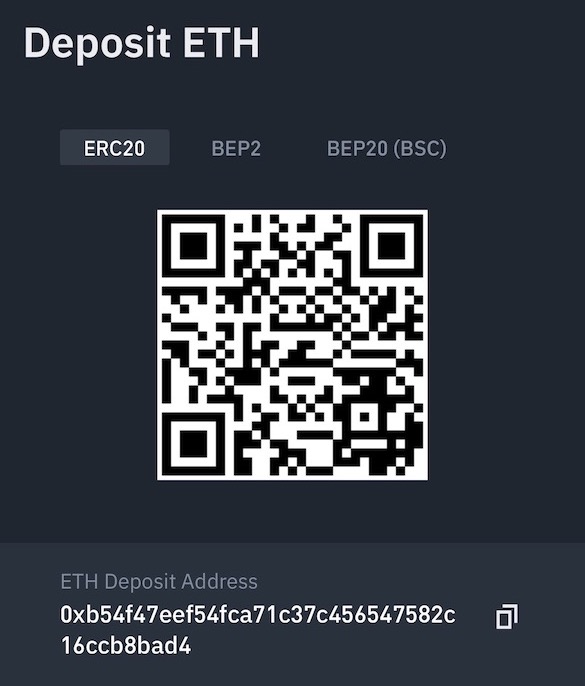 Deposit ETH
ERC20 BEP2 BEP20 (BSC)
ETH Deposit Address
0xb54f47eef54fca71c37c456547582c
16ccb8bad4